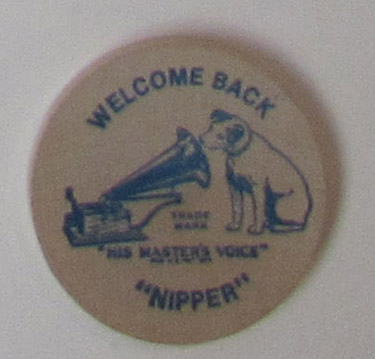 WELCOME BACK
TRADE
MARK
"HIS MASTER'S VOICE"
"NIPPER"